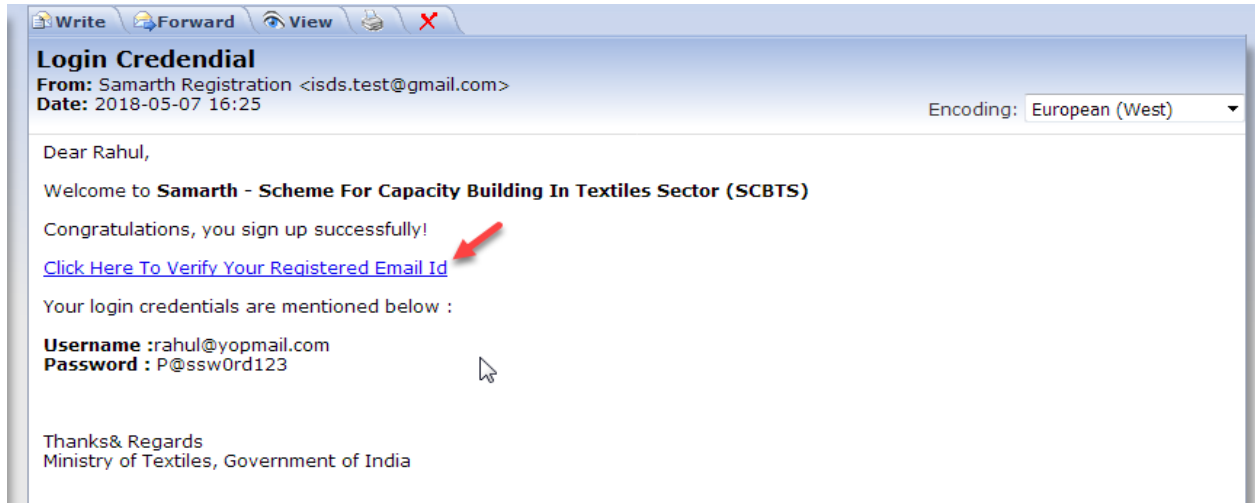 Write Forward View
Login Credendial
From: Samarth Registration <isds.test@gmail.com>
Date: 2018-05-07 16:25
Encoding: European (West)
Dear Rahul,
Welcome to Samarth - Scheme For Capacity Building In Textiles Sector (SCBTS)
Congratulations, you sign up successfully!
Click Here To Verify Your Registered Email Id
Your login credentials are mentioned below :
Username :rahul@yopmail.com
Password : P@ssw0rd123
Thanks& Regards
Ministry of Textiles, Government of India